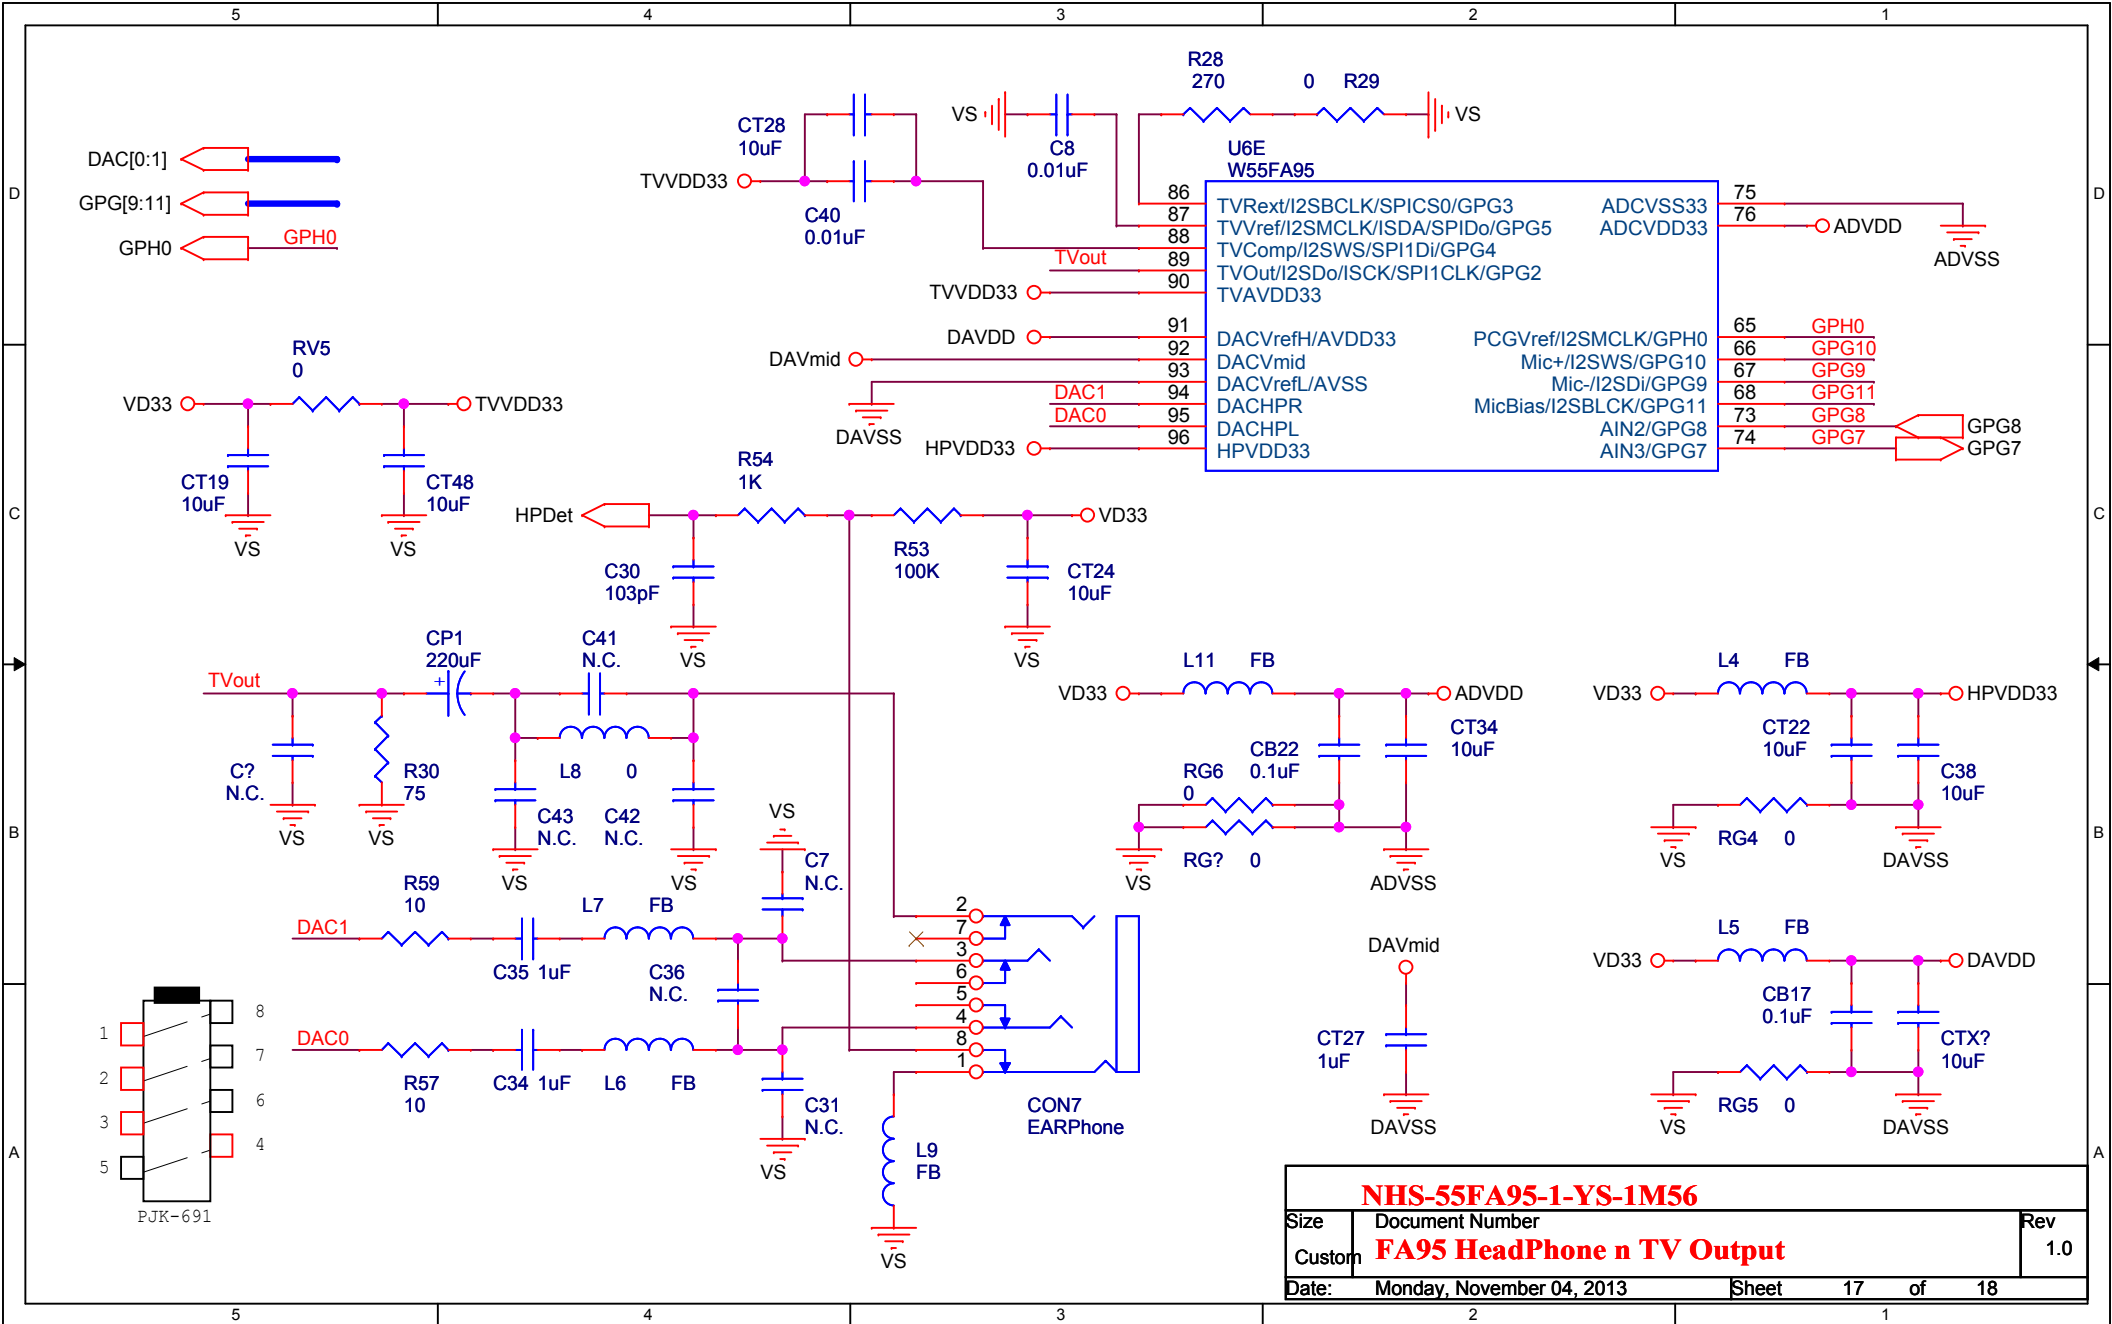 5 4 3 2 1
D
C
B
A
D
C
B
A
DAC[0:1]
GPG[9:11]
GPH0 GPH0
CT28
10uF
TVVDD33
C40
0.01uF
VS
C8
0.01uF
R28
270
0 R29
VS
U6E
W55FA95
86 TVRext/I2SBCLK/SPICS0/GPG3
87 TVVref/I2SMCLK/ISDA/SPIDo/GPG5
88 TVComp/I2SWS/SPI1Di/GPG4
TVout 89 TVOut/I2SDo/ISCK/SPI1CLK/GPG2
TVVDD33 90 TVAVDD33
DAVDD 91 DACVrefH/AVDD33
DAVmid 92 DACVmid
93 DACVrefL/AVSS
DAVSS
DAC1 94 DACHPR
DAC0 95 DACHPL
HPVDD33 96 HPVDD33
ADCVSS33 75
ADCVDD33 76 ADVDD
ADVSS
PCGVref/I2SMCLK/GPH0 65 GPH0
Mic+/I2SWS/GPG10 66 GPG10
Mic-/I2SDi/GPG9 67 GPG9
MicBias/I2SBLCK/GPG11 68 GPG11
AIN2/GPG8 73 GPG8 GPG8
AIN3/GPG7 74 GPG7 GPG7
RV5
0
VD33 TVVDD33
CT19
10uF
VS
CT48
10uF
VS
R54
1K
HPDet
C30
103pF
VS
R53
100K
VD33
CT24
10uF
VS
TVout
C?
N.C.
VS
R30
75
VS
CP1
220uF
+
C41
N.C.
L8 0
C43
N.C.
VS
C42
N.C.
VS
L11 FB
VD33 ADVDD
CB22
0.1uF
CT34
10uF
RG6
0
RG? 0
VS
ADVSS
L4 FB
VD33 HPVDD33
CT22
10uF
C38
10uF
RG4 0
VS
DAVSS
VS
C7
N.C.
DAC1
R59
10
C35 1uF
L7 FB
C36
N.C.
DAC0
R57
10
C34 1uF
L6 FB
C31
N.C.
VS
2
7
3
6
5
4
8
1
CON7
EARPhone
L9
FB
VS
DAVmid
CT27
1uF
DAVSS
L5 FB
VD33 DAVDD
CB17
0.1uF
CTX?
10uF
RG5 0
VS
DAVSS
1
2
3
5
8
7
6
4
PJK-691
NHS-55FA95-1-YS-1M56
Size Document Number Rev
Custom FA95 HeadPhone n TV Output 1.0
Date: Monday, November 04, 2013 Sheet 17 of 18
5 4 3 2 1